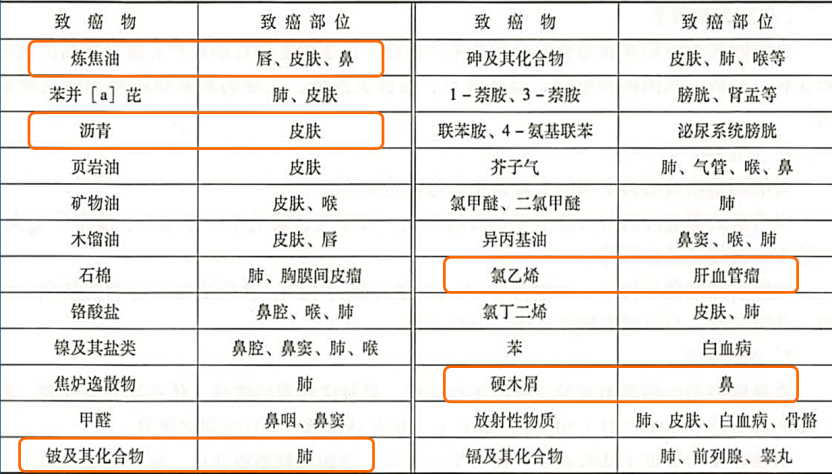 致癌物 致癌部位 致癌物 致癌部位
炼焦油 唇、皮肤、鼻 砷及其化合物 皮肤、肺、喉等
苯并[a]芘 肺、皮肤 1-萘胺、3-萘胺 膀胱、肾盂等
沥青 皮肤 联苯胺、4-氨基联苯 泌尿系统膀胱
页岩油 皮肤 芥子气 肺、气管、喉、鼻
矿物油 皮肤、喉 氯甲醚、二氯甲醚 肺
木馏油 皮肤、唇 异丙基油 鼻窦、喉、肺
石棉 肺、胸膜间皮瘤 氯乙烯 肝血管瘤
铬酸盐 鼻腔、喉、肺 氯丁二烯 皮肤、肺
镍及其盐类 鼻腔、鼻窦、肺、喉 苯 白血病
焦炉逸散物 肺 硬木屑 鼻
甲醛 鼻咽、鼻窦 放射性物质 肺、皮肤、白血病、骨骼
铍及其化合物 肺 镉及其化合物 肺、前列腺、睾丸